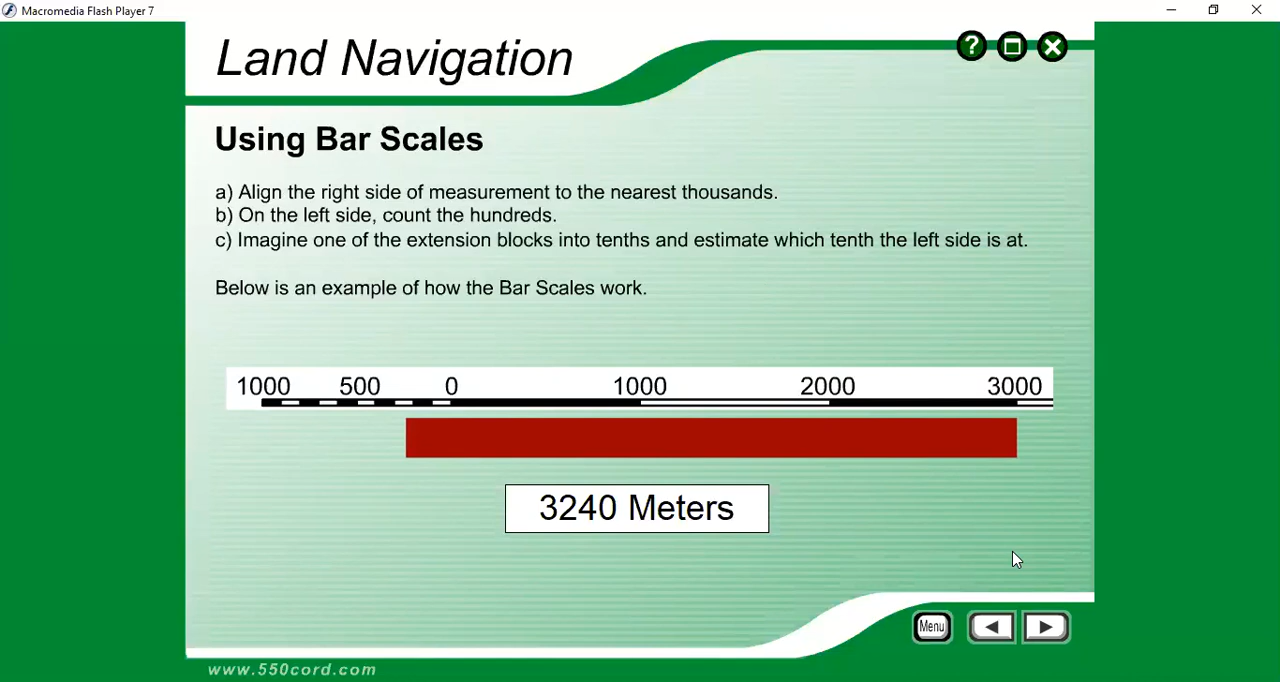 Macromedia Flash Player 7
Land Navigation
?
Using Bar Scales
a) Align the right side of measurement to the nearest thousands.
b) On the left side, count the hundreds.
c) Imagine one of the extension blocks into tenths and estimate which tenth the left side is at.
Below is an example of how the Bar Scales work.
1000 500 0 1000 2000 3000
3240 Meters
Menu
www.550cord.com